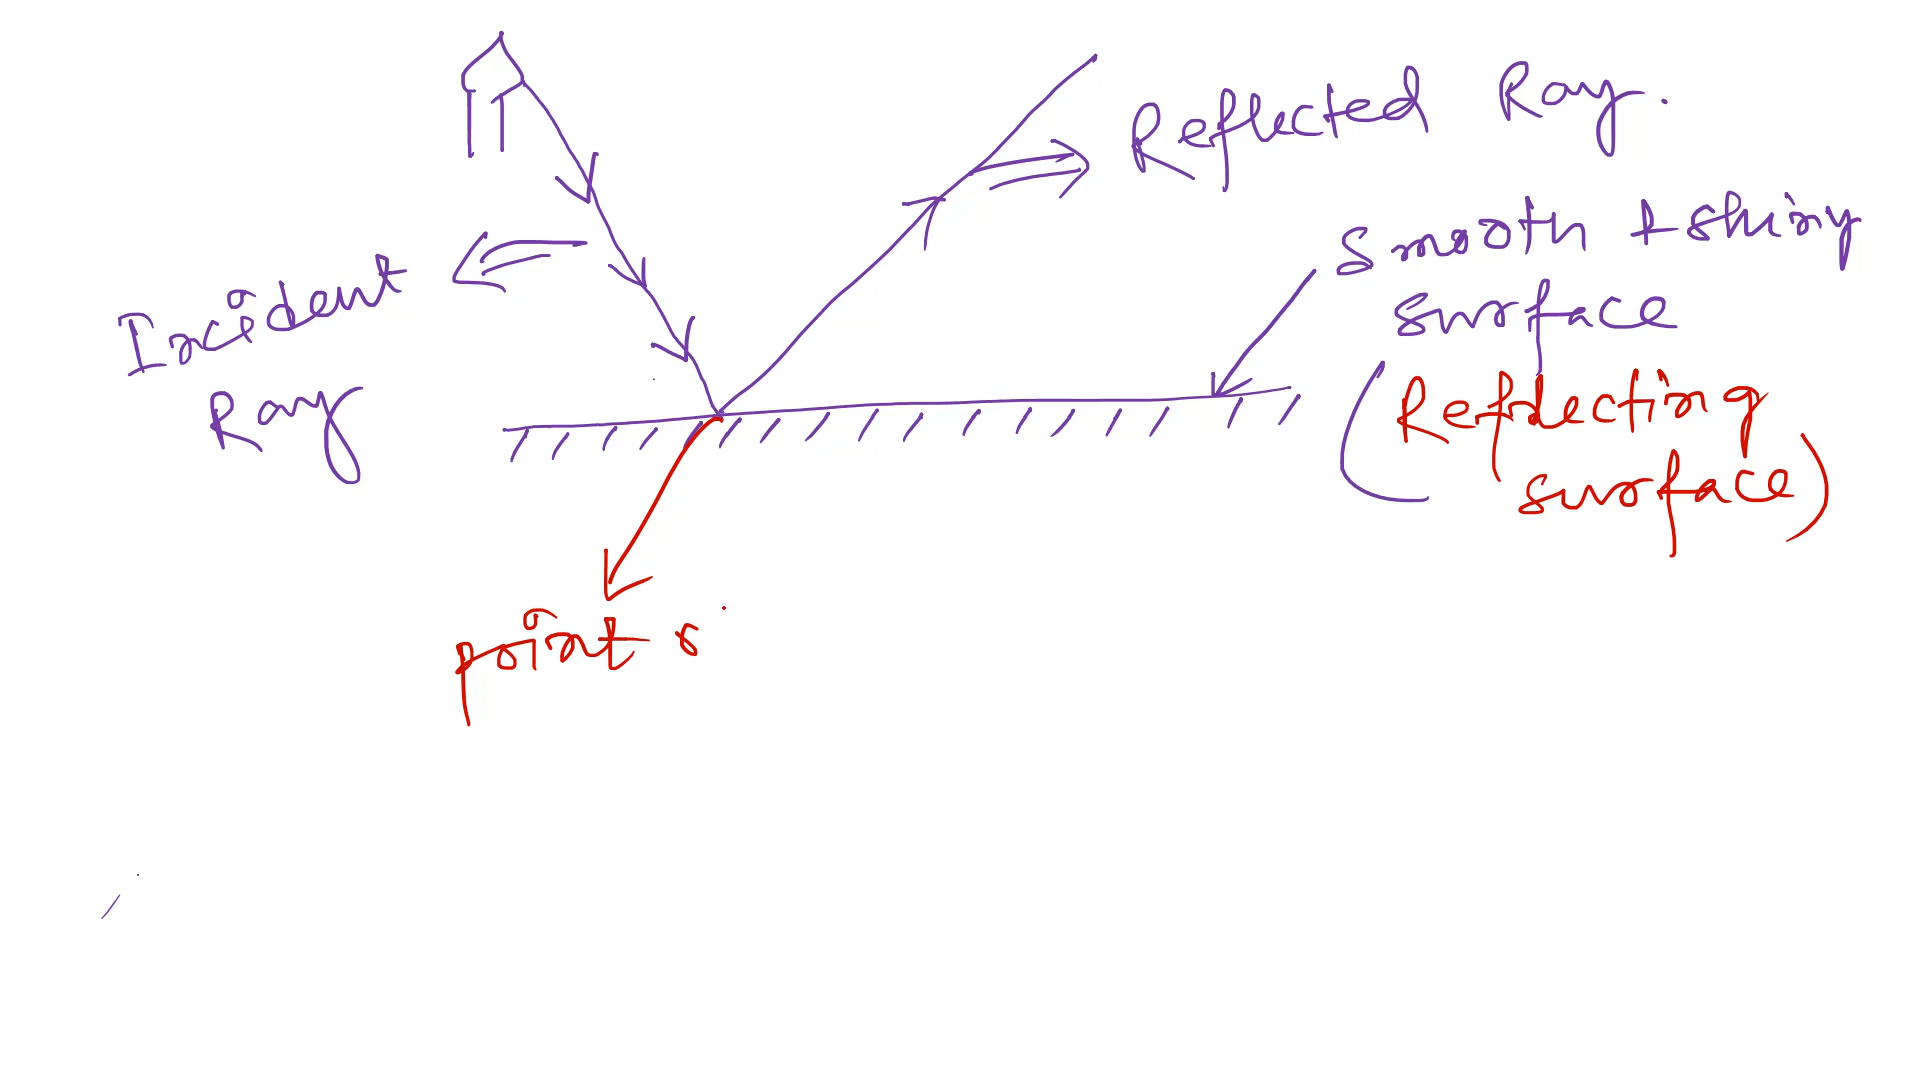 Reflected Ray.
Smooth + shiny
surface
(Reflecting
surface)
Incident
Ray
point o